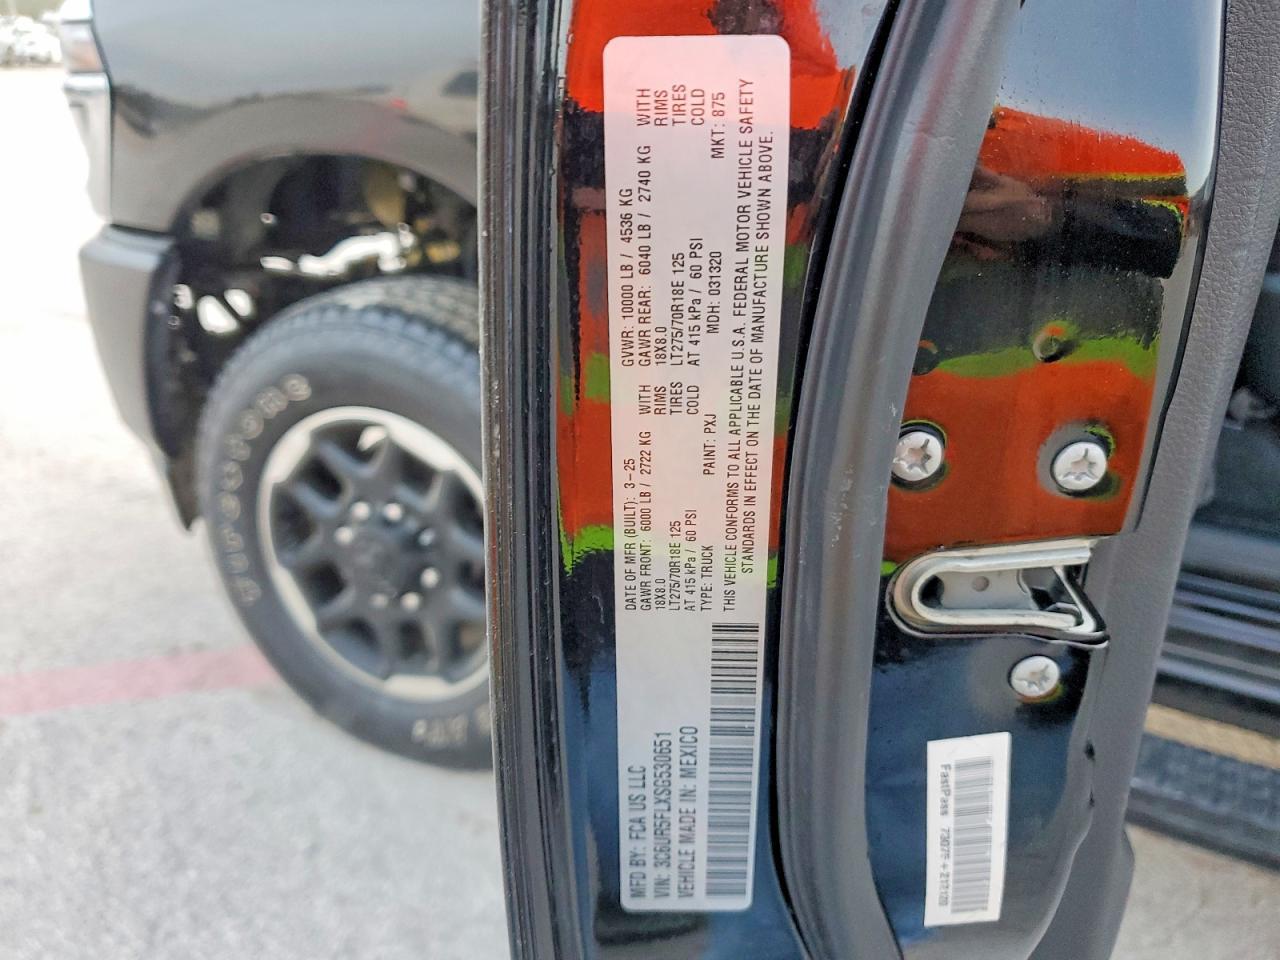 MFD BY: FCA US LLC
VIN: 3C6UR5FLXSG530651
VEHICLE MADE IN: MEXICO
DATE OF MFR (BUILT): 3-25 GVWR: 10000 LB / 4536 KG
GAWR FRONT: 6000 LB / 2722 KG WITH GAWR REAR: 6040 LB / 2740 KG WITH
18X8.0 RIMS 18X8.0 RIMS
LT275/70R18E 125 TIRES LT275/70R18E 125 TIRES
AT 415 kPa / 60 PSI COLD AT 415 kPa / 60 PSI COLD
TYPE: TRUCK PAINT: PXJ MDH: 031320 MKT: 875
THIS VEHICLE CONFORMS TO ALL APPLICABLE U.S.A. FEDERAL MOTOR VEHICLE SAFETY
STANDARDS IN EFFECT ON THE DATE OF MANUFACTURE SHOWN ABOVE.
FastPass
Firestone